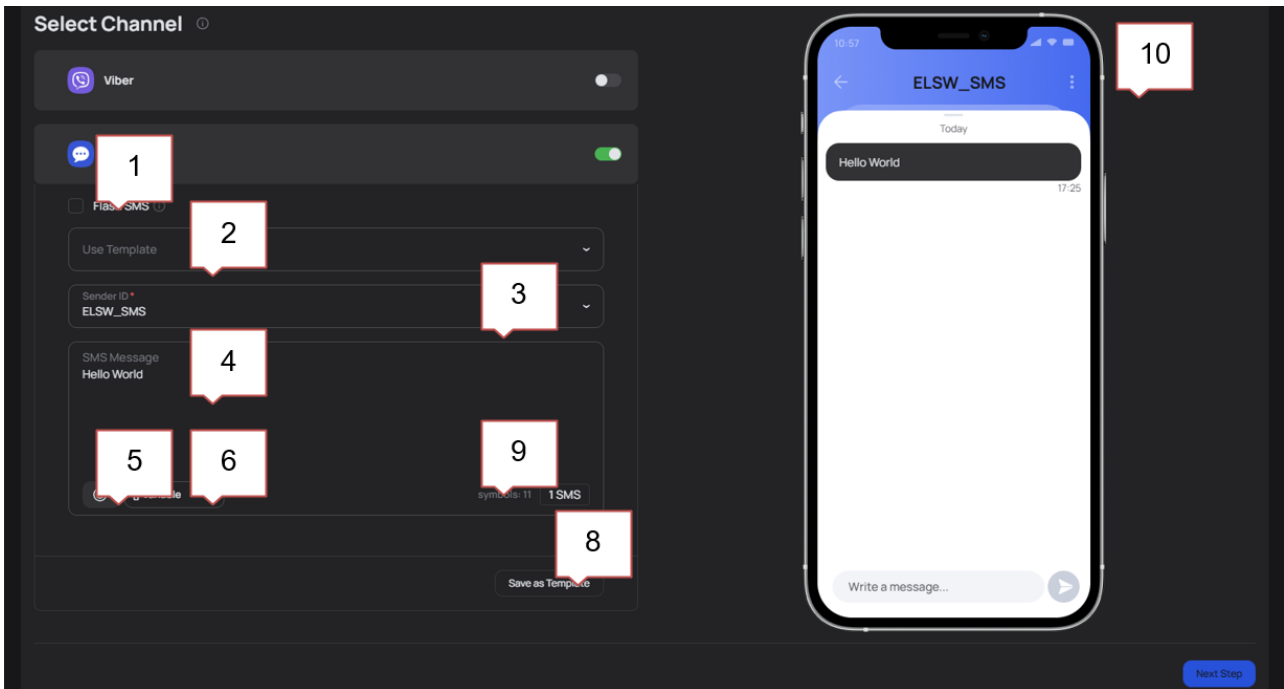 Select Channel
Viber
1
Flash SMS
2
Use Template
3
Sender ID *
ELSW_SMS
4
SMS Message
Hello World
5
6
9
symbols: 11
1 SMS
8
Save as Template
Next Step
10:57
ELSW_SMS
Today
Hello World
17:25
Write a message...
10